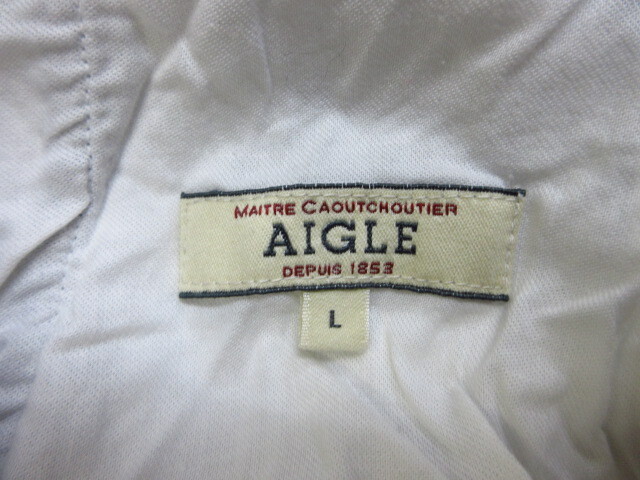 MAITRE CAOUTCHOUTIER
AIGLE
DEPUIS 1853
L